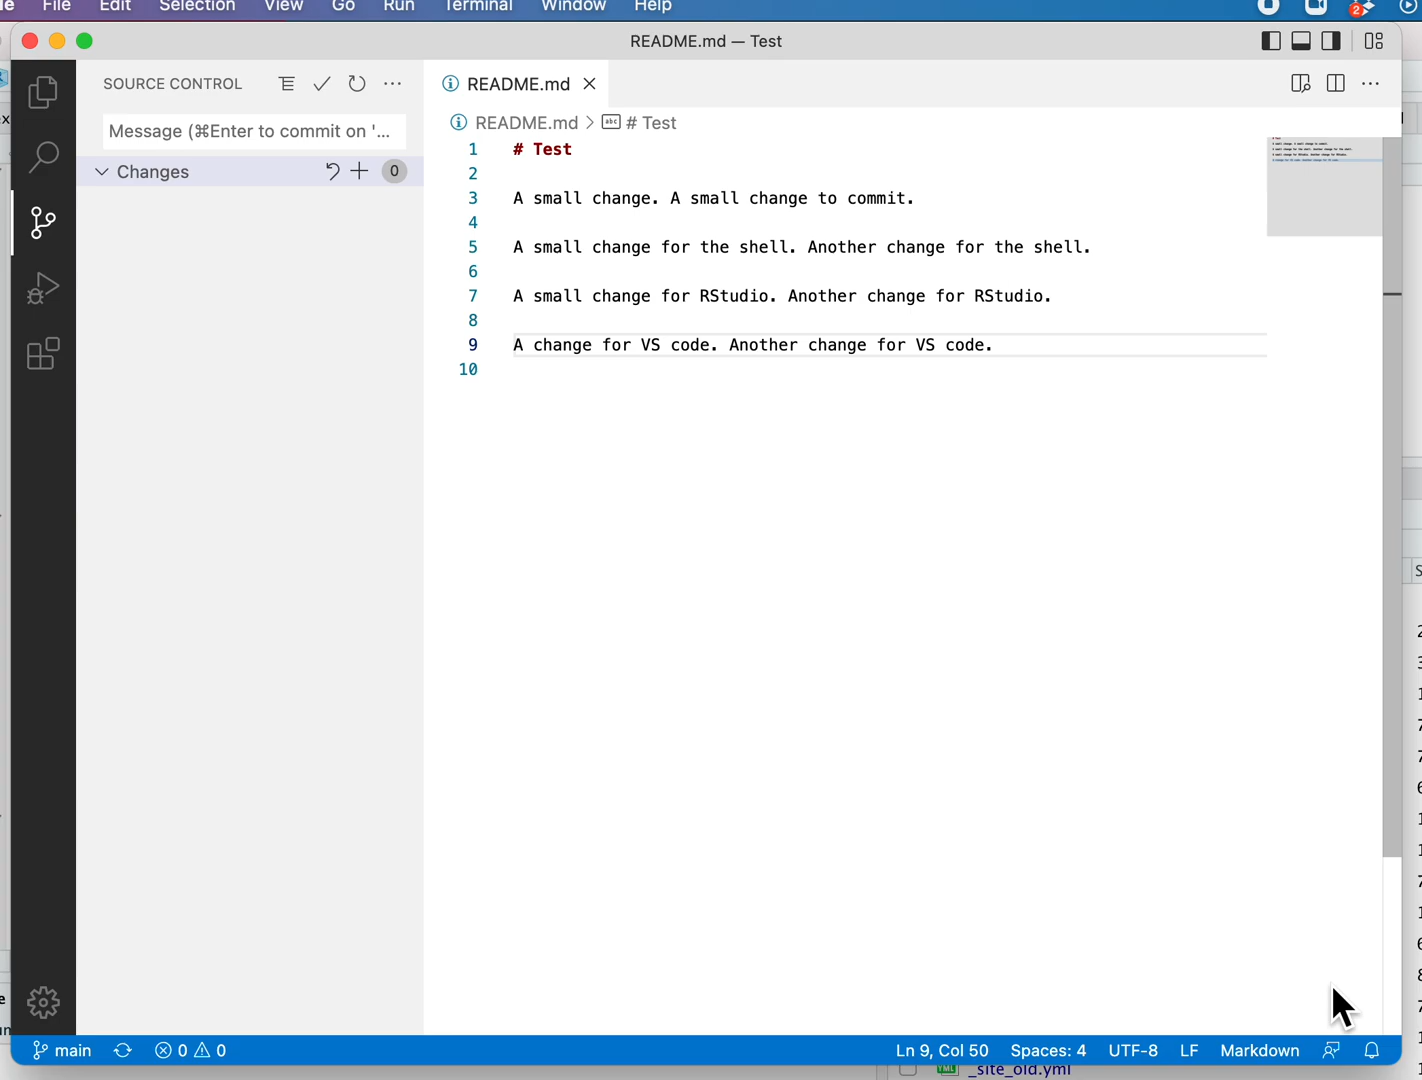 File Edit Selection View Go Run Terminal Window Help
2
README.md — Test
SOURCE CONTROL
README.md
Message (⌘Enter to commit on '...
README.md > # Test
Changes
0
1 # Test
2
3 A small change. A small change to commit.
4
5 A small change for the shell. Another change for the shell.
6
7 A small change for RStudio. Another change for RStudio.
8
9 A change for VS code. Another change for VS code.
10
main 0 0 Ln 9, Col 50 Spaces: 4 UTF-8 LF Markdown
YML _site_old.yml